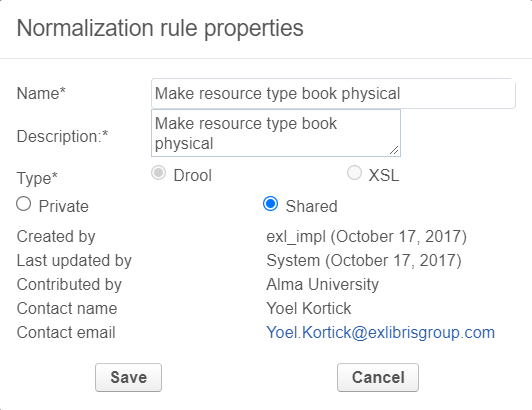 Normalization rule properties
Name* Make resource type book physical
Description:* Make resource type book
physical
Type* Drool XSL
Private Shared
Created by exl_impl (October 17, 2017)
Last updated by System (October 17, 2017)
Contributed by Alma University
Contact name Yoel Kortick
Contact email Yoel.Kortick@exlibrisgroup.com
Save Cancel